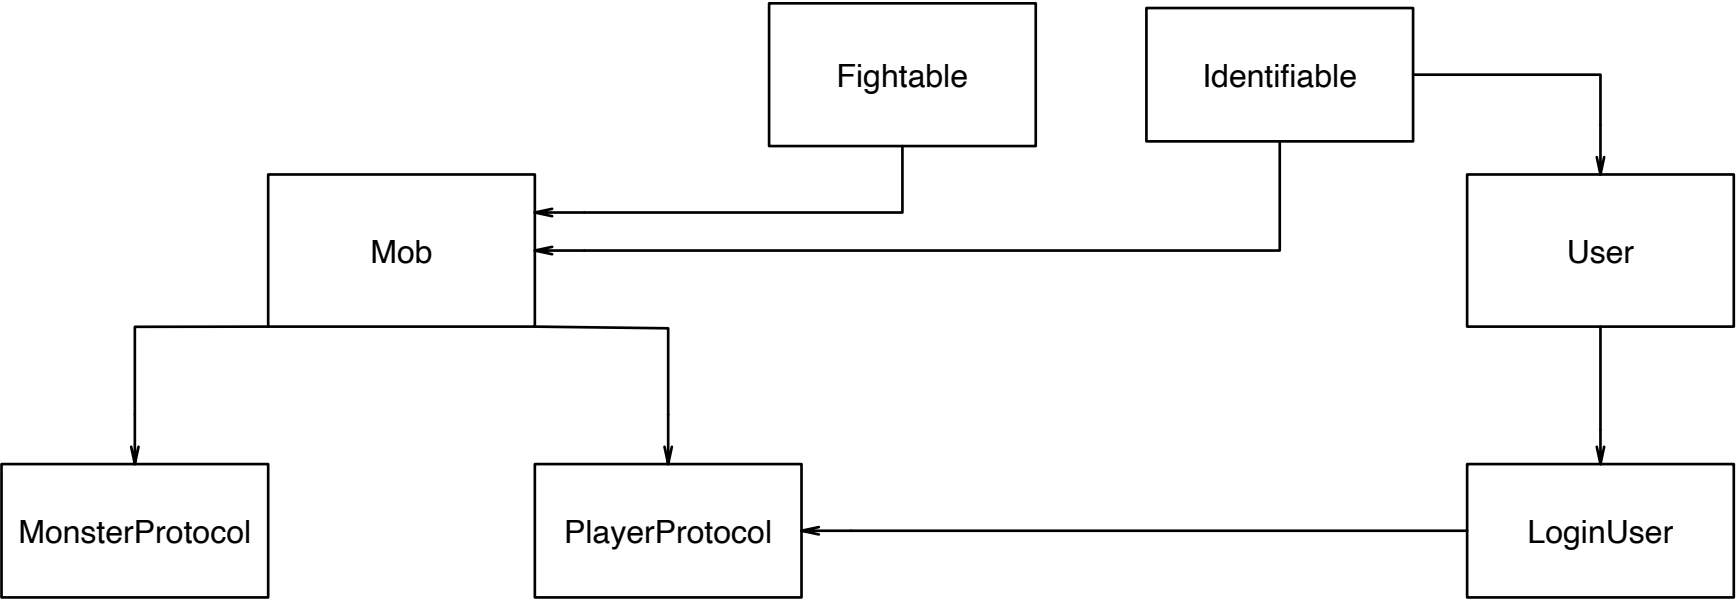 Fightable
Identifiable
Mob
User
MonsterProtocol
PlayerProtocol
LoginUser